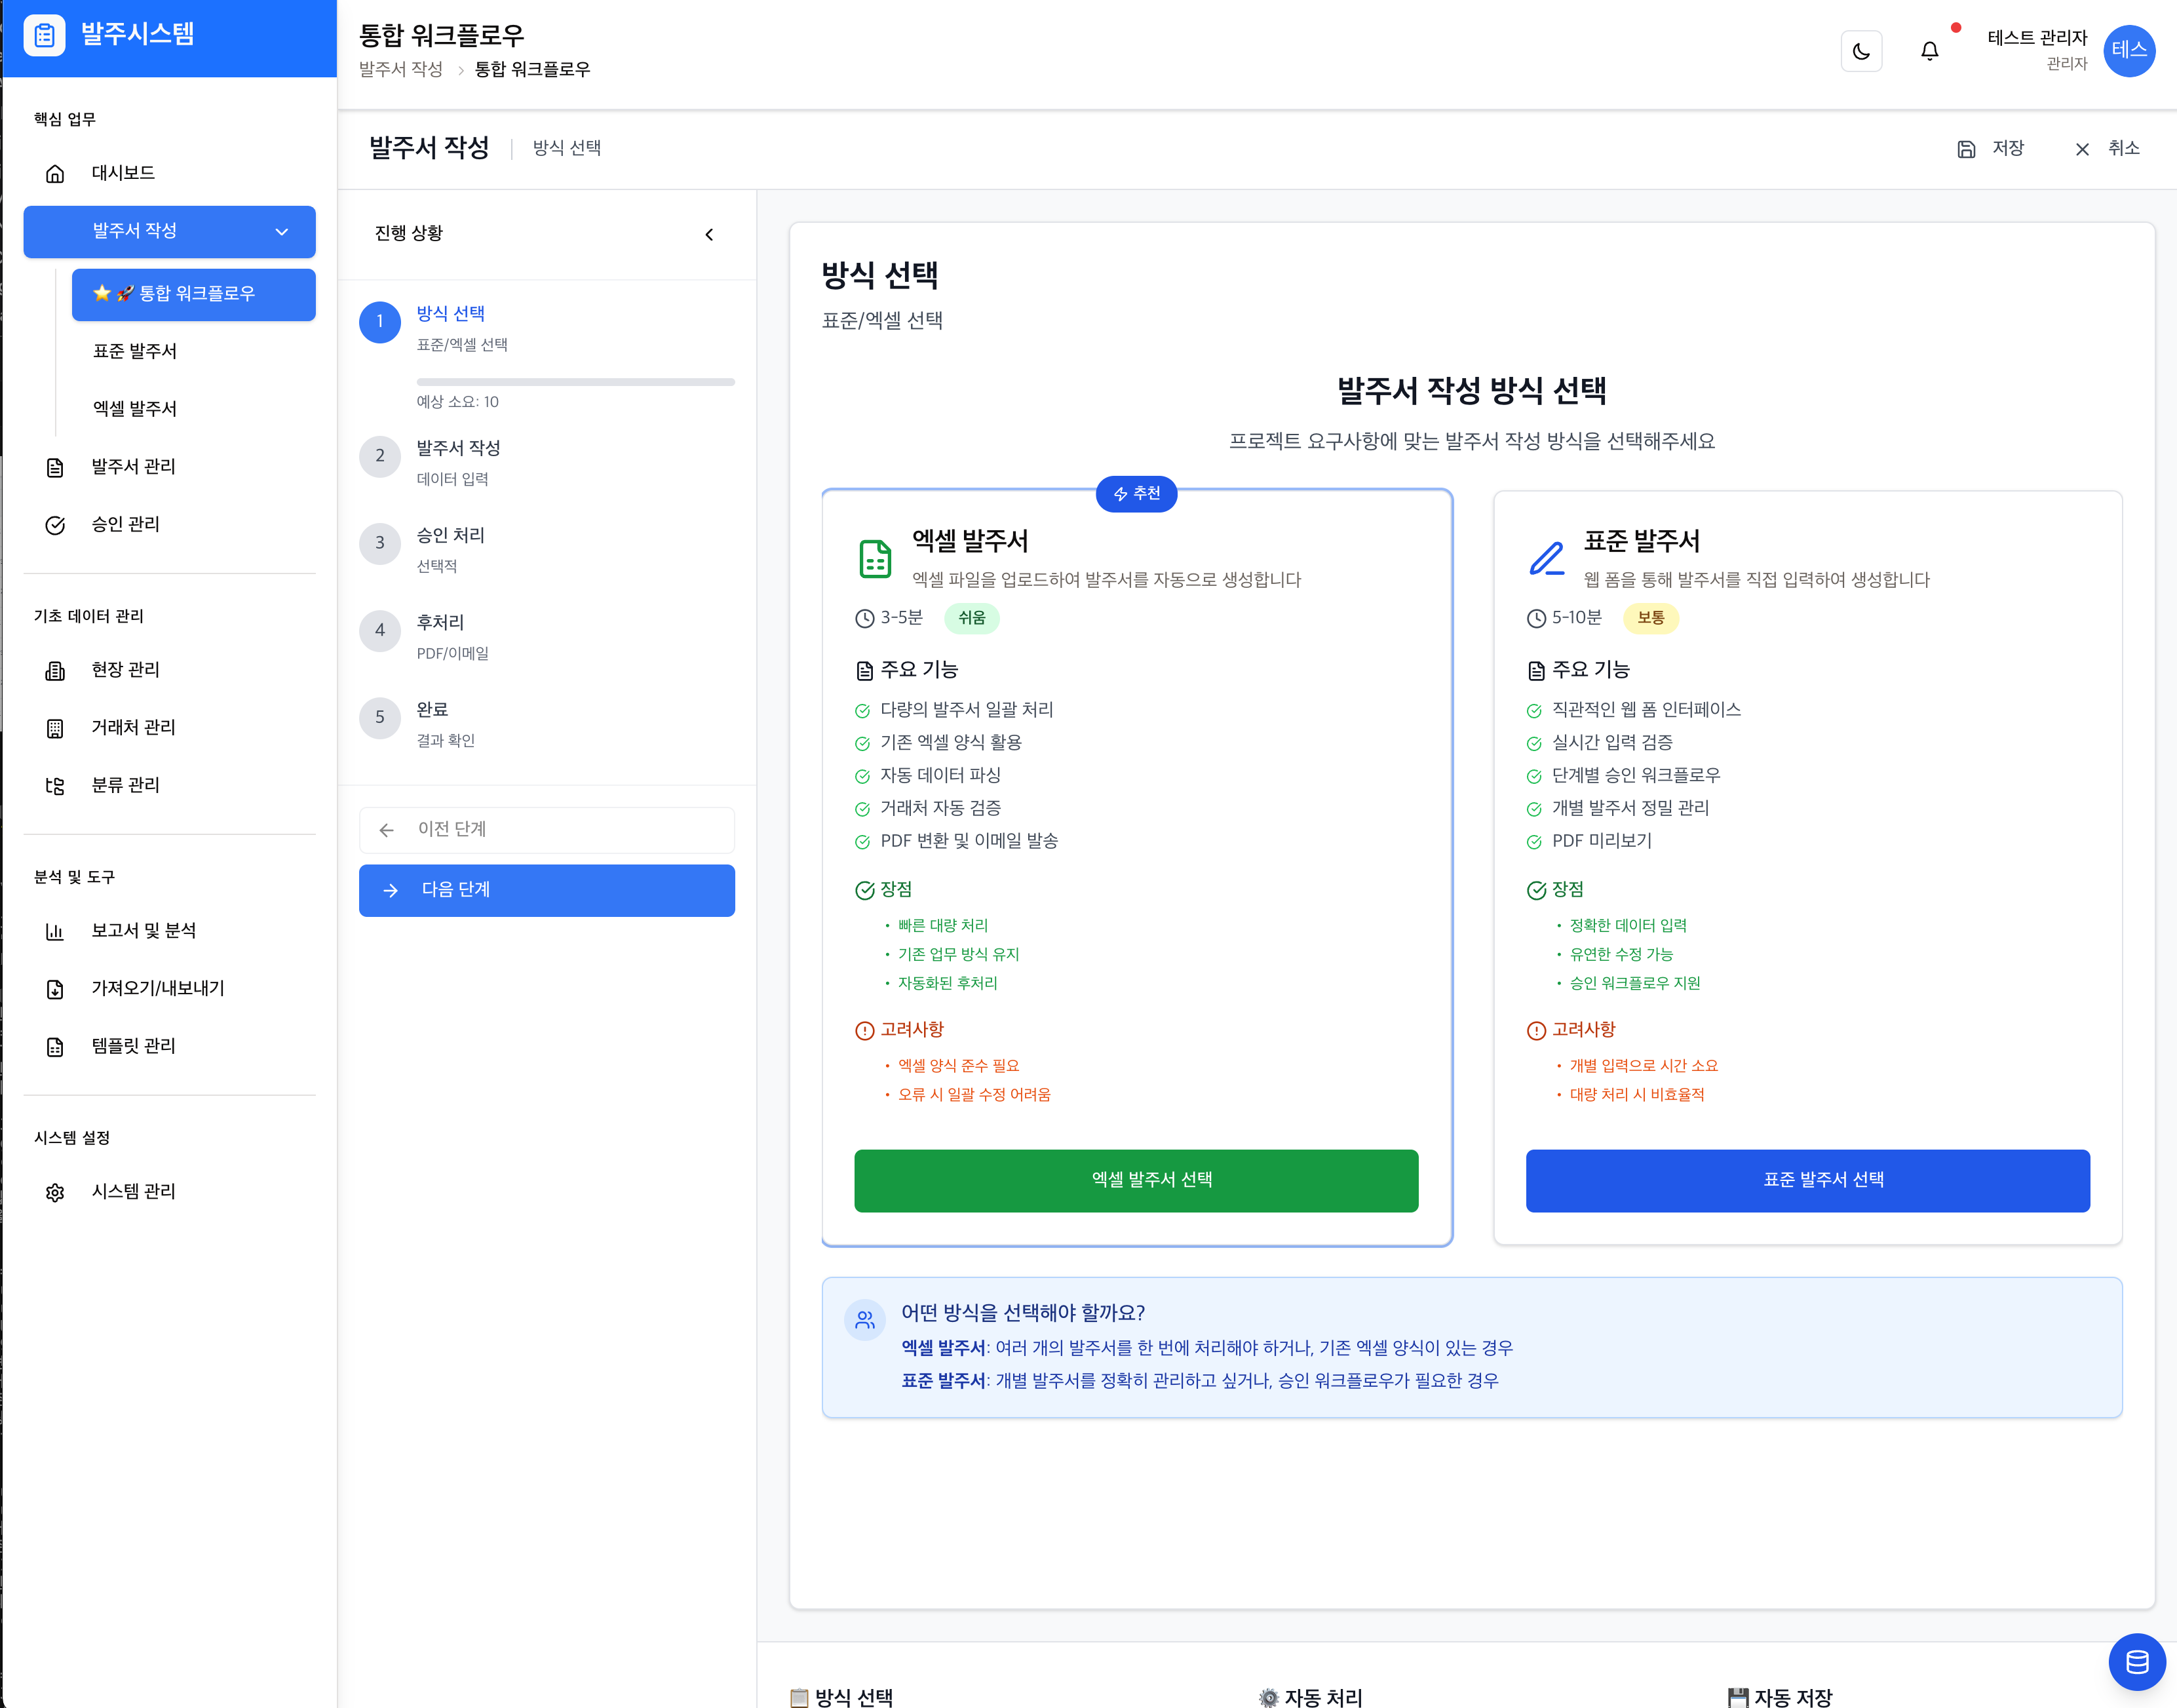 발주시스템
핵심 업무
대시보드
발주서 작성
⭐ 🚀 통합 워크플로우
표준 발주서
엑셀 발주서
발주서 관리
승인 관리
기초 데이터 관리
현장 관리
거래처 관리
분류 관리
분석 및 도구
보고서 및 분석
가져오기/내보내기
템플릿 관리
시스템 설정
시스템 관리
통합 워크플로우
발주서 작성 > 통합 워크플로우
테스트 관리자
관리자
테스
발주서 작성 | 방식 선택
저장
취소
진행 상황
1
방식 선택
표준/엑셀 선택
예상 소요: 10
2
발주서 작성
데이터 입력
3
승인 처리
선택적
4
후처리
PDF/이메일
5
완료
결과 확인
이전 단계
다음 단계
방식 선택
표준/엑셀 선택
발주서 작성 방식 선택
프로젝트 요구사항에 맞는 발주서 작성 방식을 선택해주세요
추천
엑셀 발주서
엑셀 파일을 업로드하여 발주서를 자동으로 생성합니다
3-5분 쉬움
주요 기능
다량의 발주서 일괄 처리
기존 엑셀 양식 활용
자동 데이터 파싱
거래처 자동 검증
PDF 변환 및 이메일 발송
장점
• 빠른 대량 처리
• 기존 업무 방식 유지
• 자동화된 후처리
고려사항
• 엑셀 양식 준수 필요
• 오류 시 일괄 수정 어려움
엑셀 발주서 선택
표준 발주서
웹 폼을 통해 발주서를 직접 입력하여 생성합니다
5-10분 보통
주요 기능
직관적인 웹 폼 인터페이스
실시간 입력 검증
단계별 승인 워크플로우
개별 발주서 정밀 관리
PDF 미리보기
장점
• 정확한 데이터 입력
• 유연한 수정 가능
• 승인 워크플로우 지원
고려사항
• 개별 입력으로 시간 소요
• 대량 처리 시 비효율적
표준 발주서 선택
어떤 방식을 선택해야 할까요?
엑셀 발주서: 여러 개의 발주서를 한 번에 처리해야 하거나, 기존 엑셀 양식이 있는 경우
표준 발주서: 개별 발주서를 정확히 관리하고 싶거나, 승인 워크플로우가 필요한 경우
📋 방식 선택
⚙️ 자동 처리
💾 자동 저장